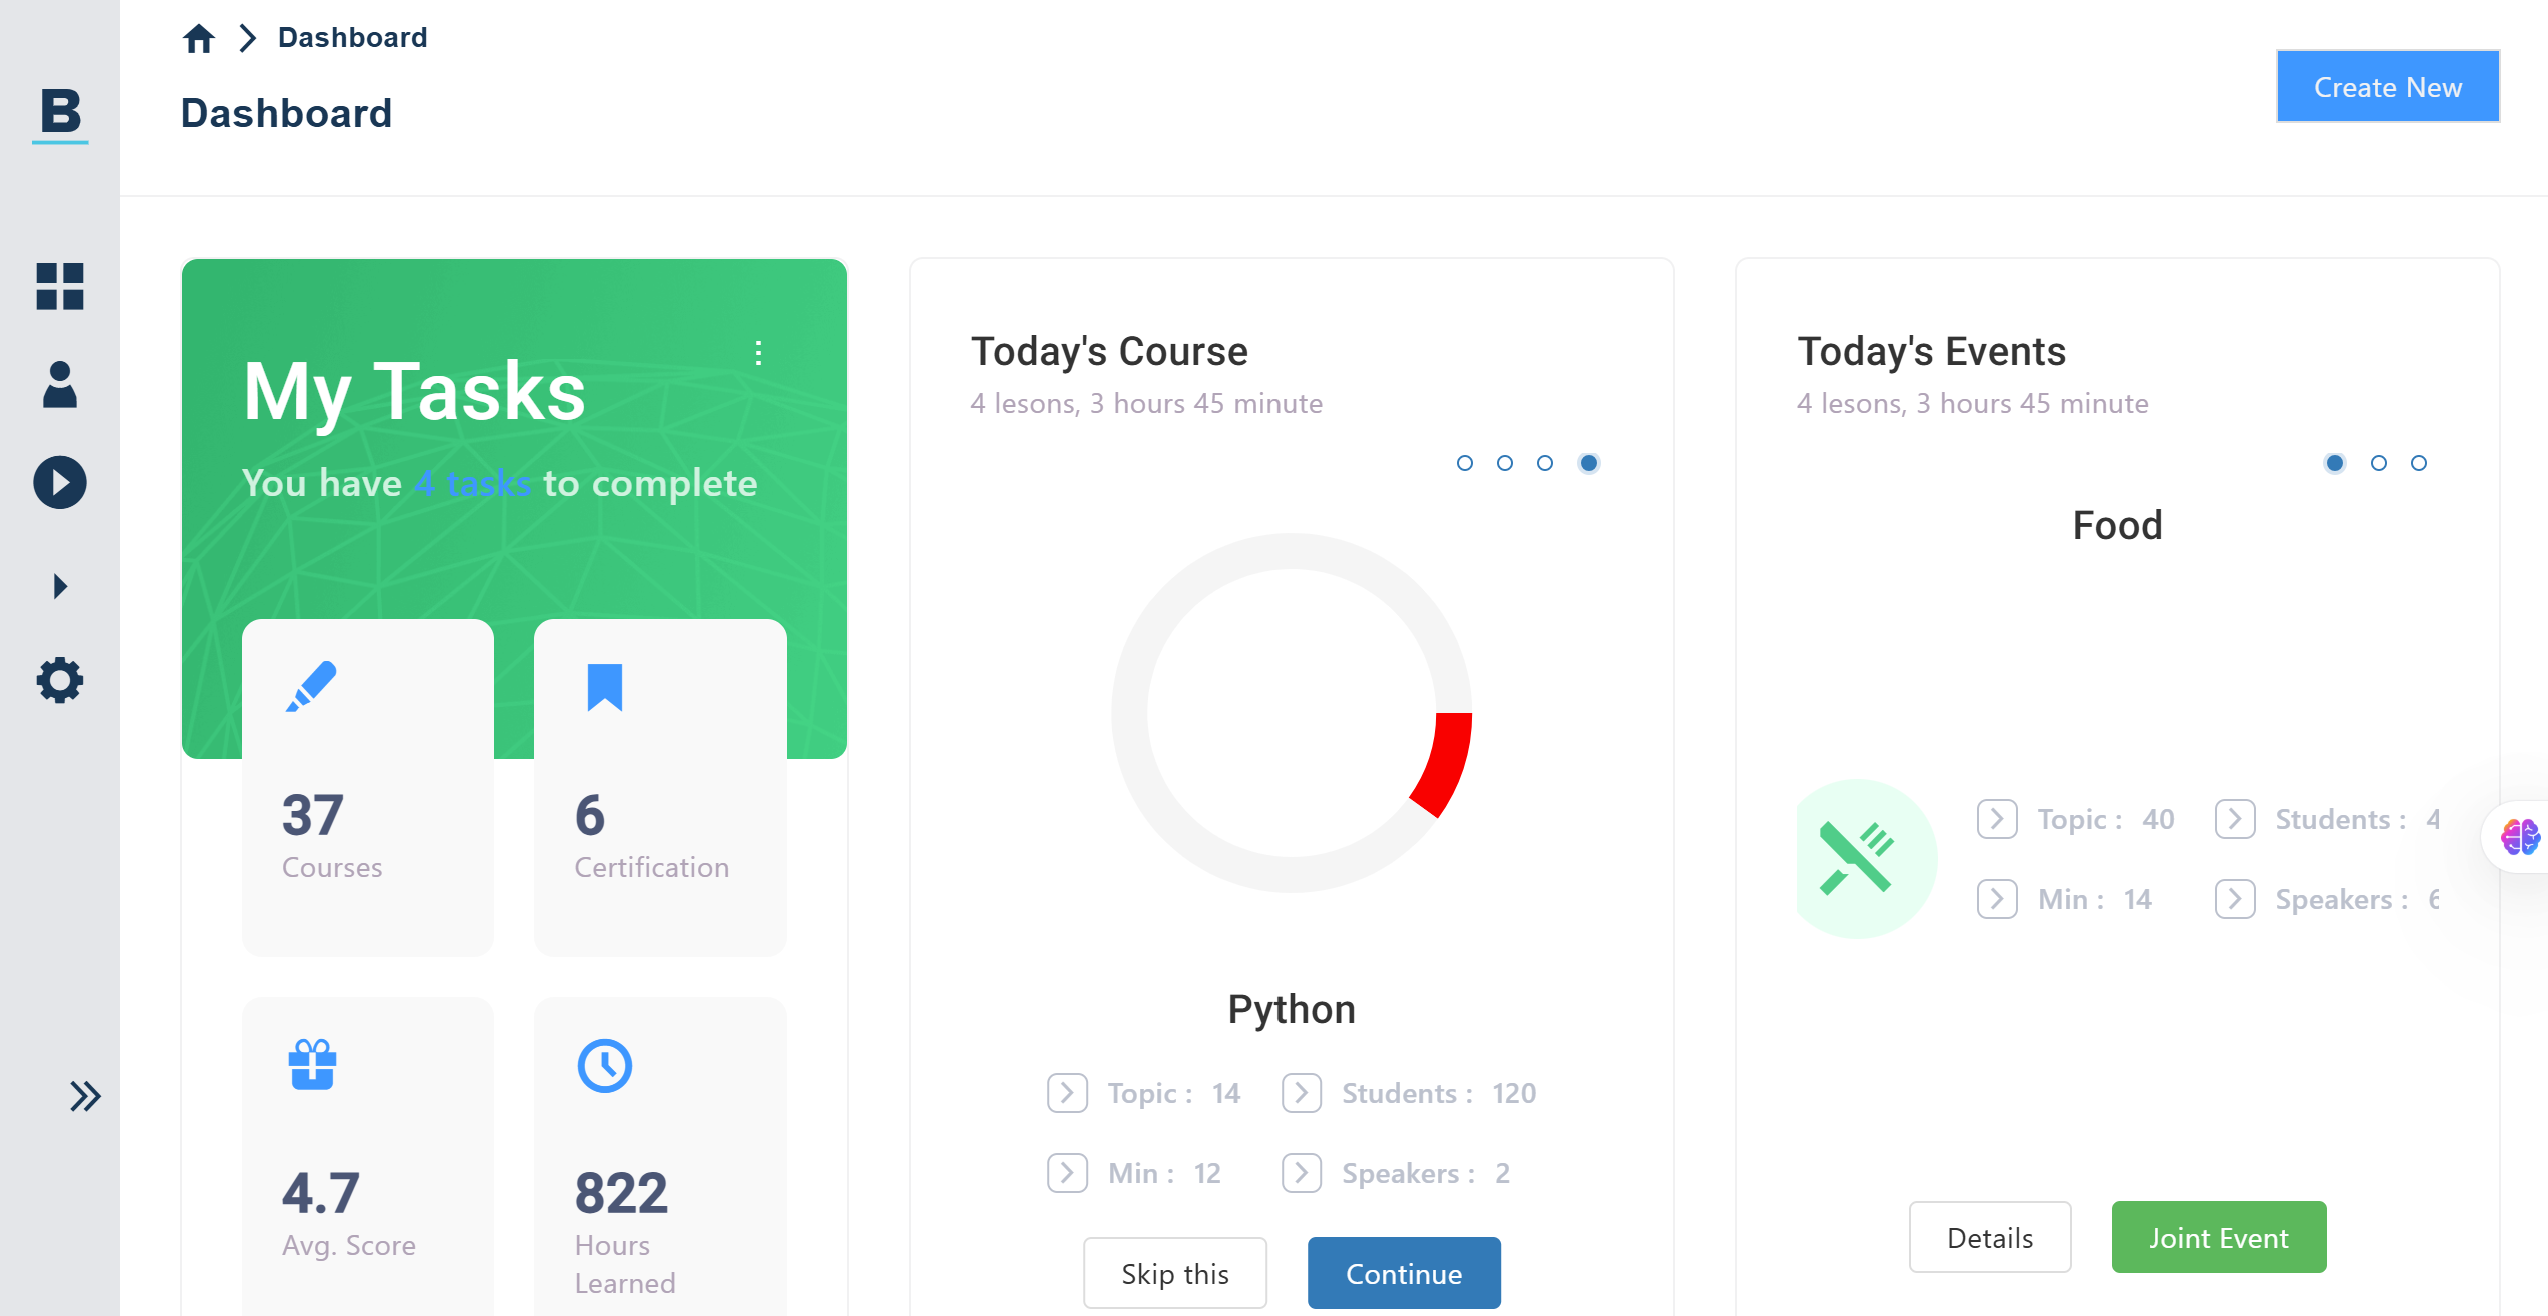 Dashboard
Dashboard
Create New
B
My Tasks
You have 4 tasks to complete
37
Courses
6
Certification
4.7
Avg. Score
822
Hours
Learned
Today's Course
4 lesons, 3 hours 45 minute
Python
Topic : 14
Students : 120
Min : 12
Speakers : 2
Skip this
Continue
Today's Events
4 lesons, 3 hours 45 minute
Food
Topic : 40
Students :
Min : 14
Speakers :
Details
Joint Event